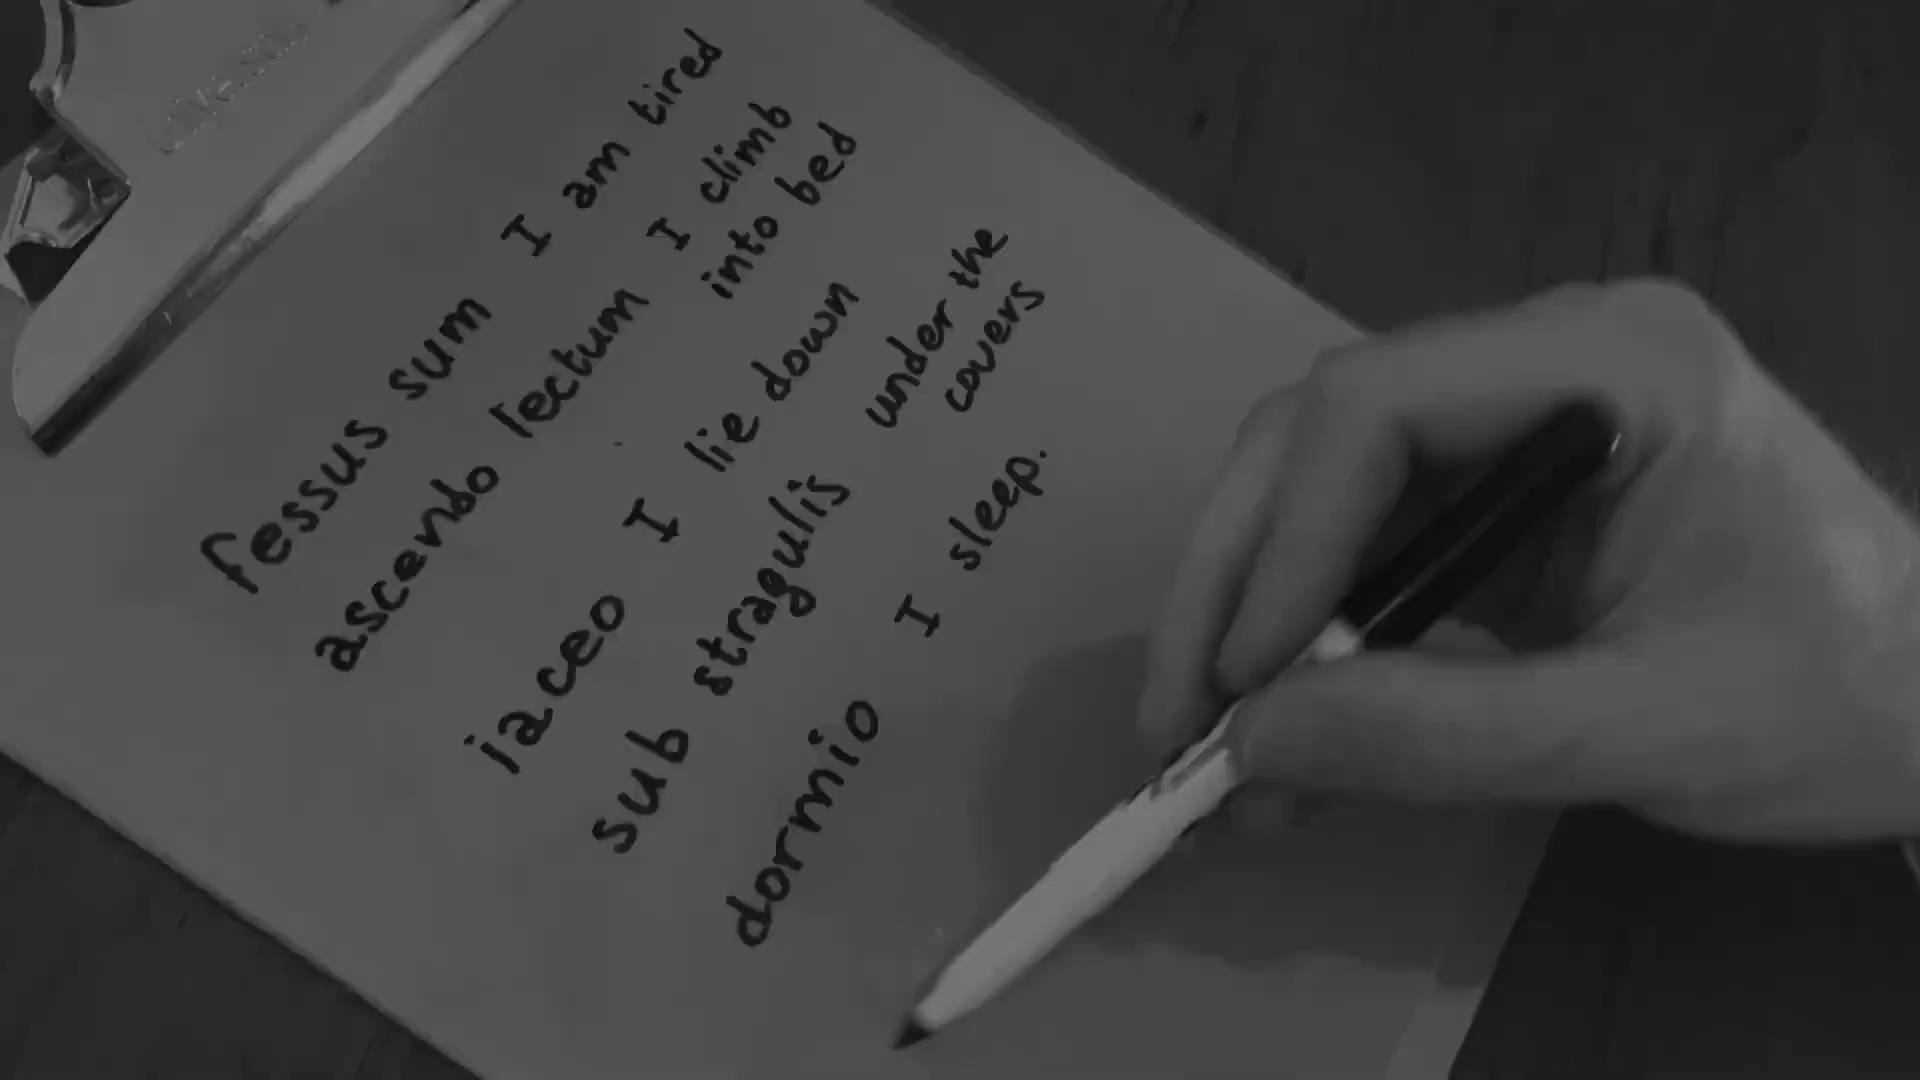 fessus sum I am tired
ascendo lectum I climb
into bed
iaceo I lie down
sub stragulis under the
covers
dormio I sleep.